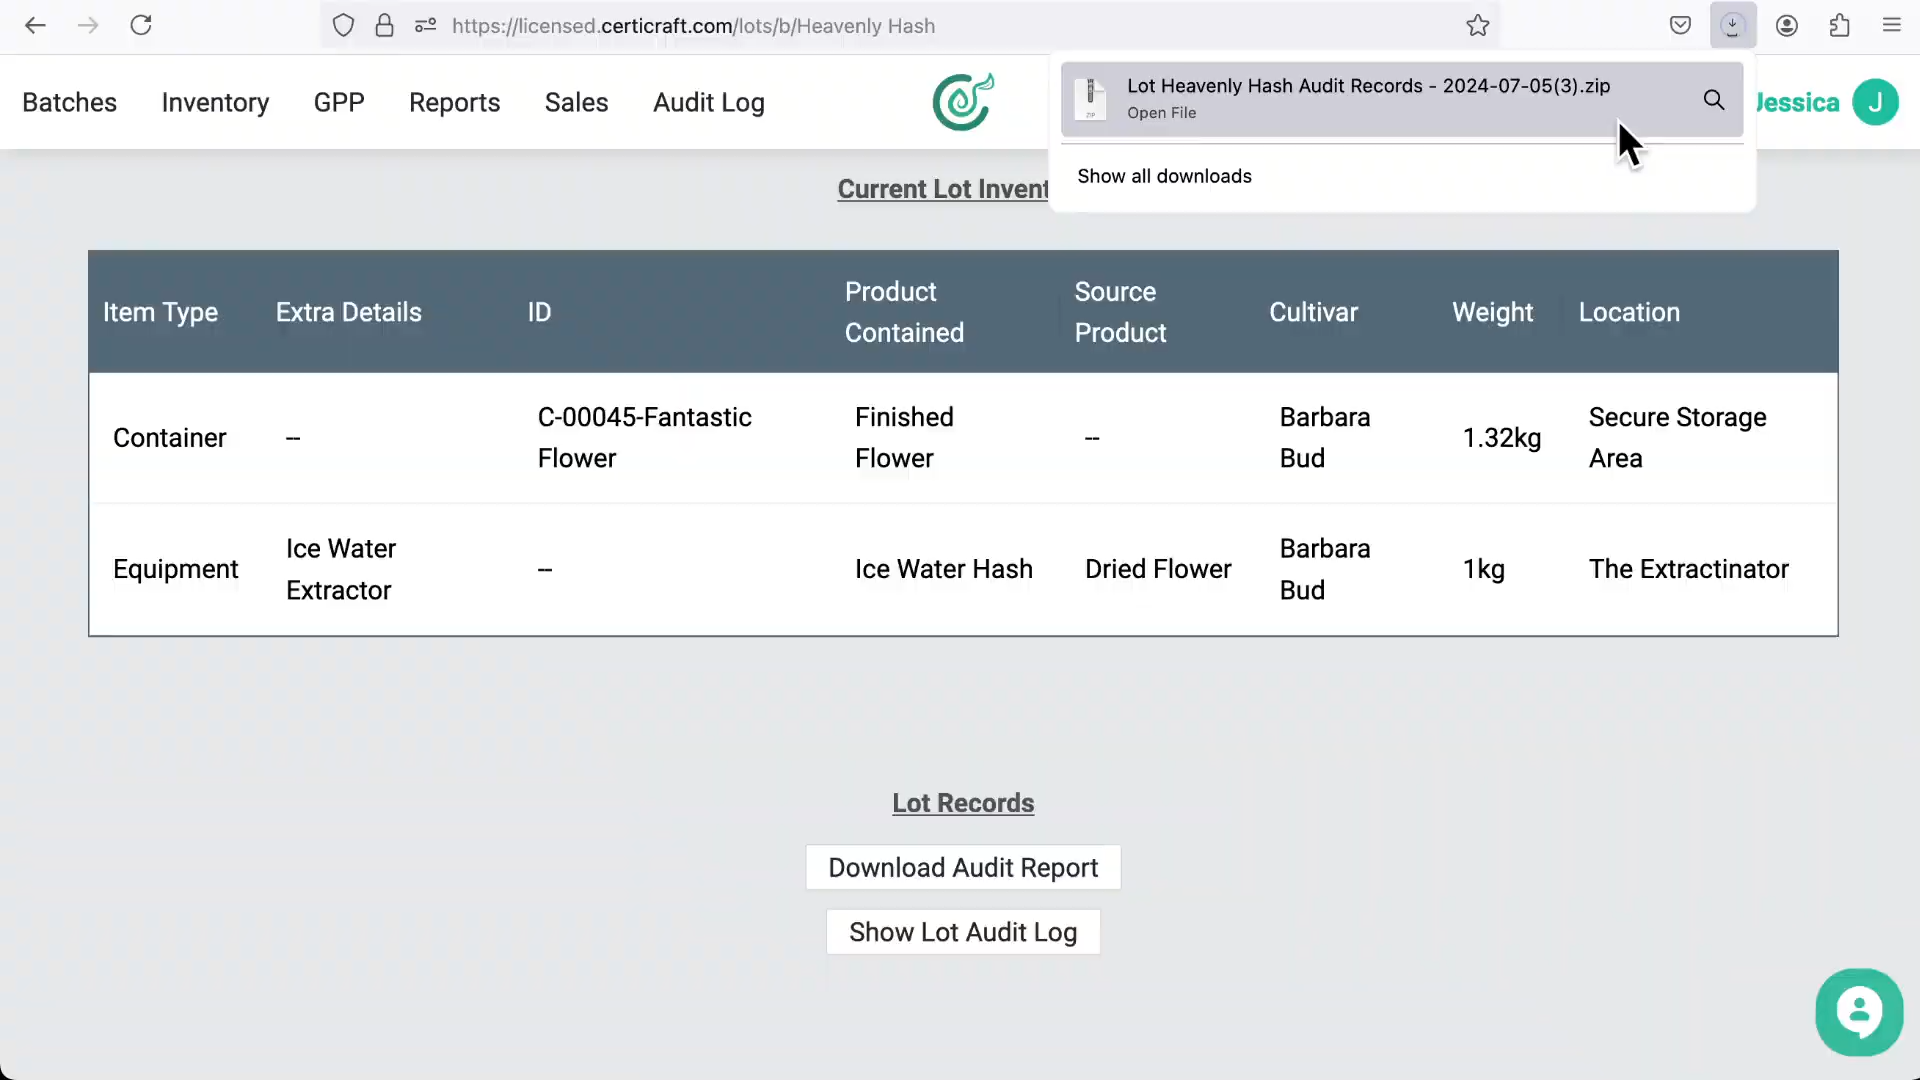 https://licensed.certicraft.com/lots/b/Heavenly Hash
Lot Heavenly Hash Audit Records - 2024-07-05(3).zip
ZIP
Open File
Show all downloads
Batches Inventory GPP Reports Sales Audit Log
Jessica J
Current Lot Invent
Item Type Extra Details ID Product Contained Source Product Cultivar Weight Location
Container -- C-00045-Fantastic Flower Finished Flower -- Barbara Bud 1.32kg Secure Storage Area
Equipment Ice Water Extractor -- Ice Water Hash Dried Flower Barbara Bud 1kg The Extractinator
Lot Records
Download Audit Report
Show Lot Audit Log